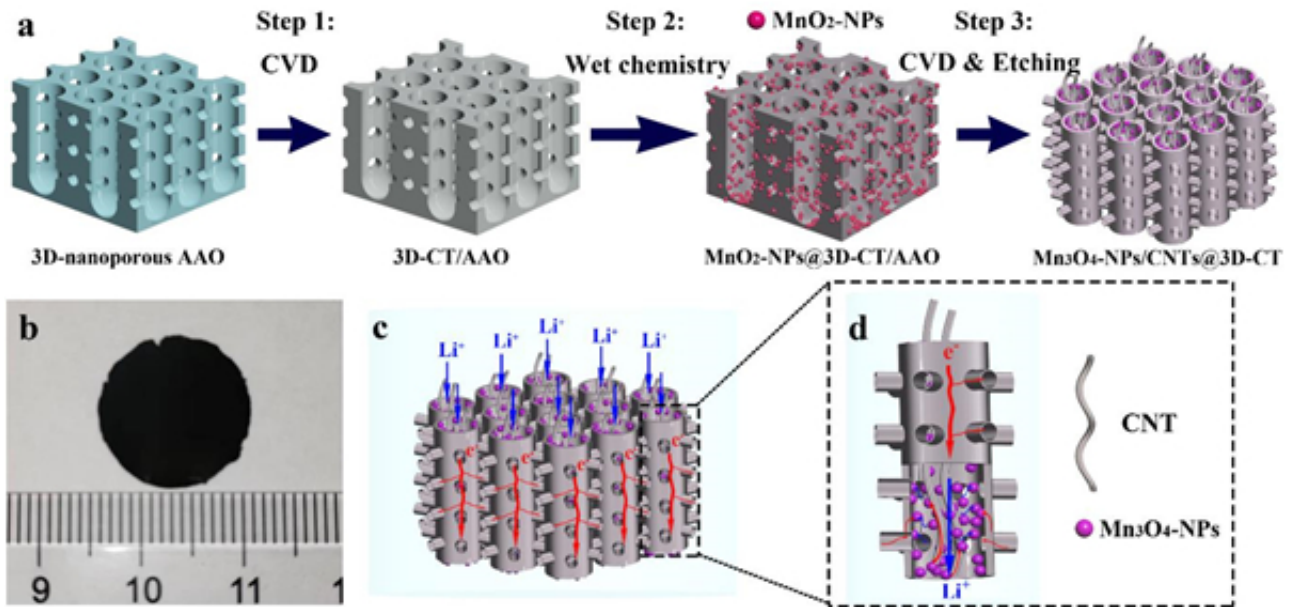 a
Step 1:
CVD
Step 2:
Wet chemistry
MnO2-NPs
Step 3:
CVD & Etching
3D-nanoporous AAO
3D-CT/AAO
MnO2-NPs@3D-CT/AAO
Mn3O4-NPs/CNTs@3D-CT
b
9 10 11 1
c
Li+ Li+ Li+ Li+ Li+
e- e- e- e- e-
d
e-
Li+
CNT
Mn3O4-NPs